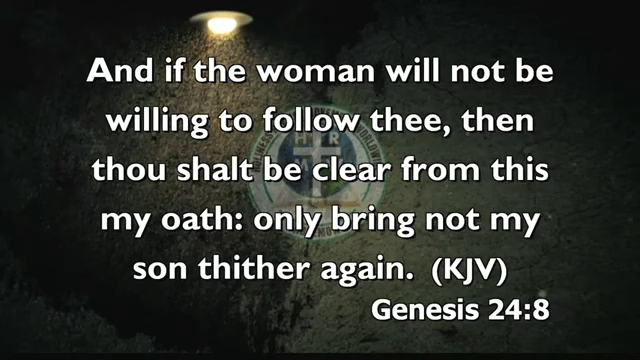 And if the woman will not be
willing to follow thee, then
thou shalt be clear from this
my oath: only bring not my
son thither again. (KJV)
Genesis 24:8